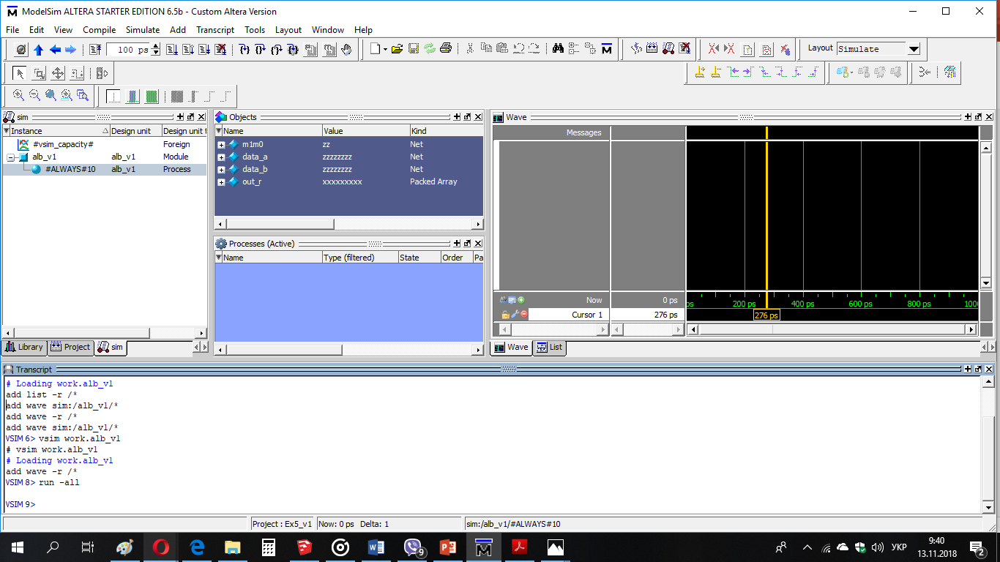 ModelSim ALTERA STARTER EDITION 6.5b - Custom Altera Version
File Edit View Compile Simulate Add Transcript Tools Layout Window Help
100 ps
Layout Simulate
sim
Instance Design unit Design unit t
#vsim_capacity# Foreign
alb_v1 alb_v1 Module
#ALWAYS#10 alb_v1 Process
Library Project sim
Objects
Name Value Kind
m1m0 zz Net
data_a zzzzzzzz Net
data_b zzzzzzzz Net
out_r xxxxxxxxx Packed Array
Processes (Active)
Name Type (filtered) State Order Pa
Wave
Messages
Now 0 ps
Cursor 1 276 ps
ps 200 ps 400 ps 600 ps 800 ps 1000
276 ps
Wave List
Transcript
# Loading work.alb_v1
add list -r /*
add wave sim:/alb_v1/*
add wave -r /*
add wave sim:/alb_v1/*
VSIM 6> vsim work.alb_v1
# vsim work.alb_v1
# Loading work.alb_v1
add wave -r /*
VSIM 8> run -all
VSIM 9>
Project : Ex5_v1 Now: 0 ps Delta: 1 sim:/alb_v1/#ALWAYS#10
9 УКР 9:40
13.11.2018 2